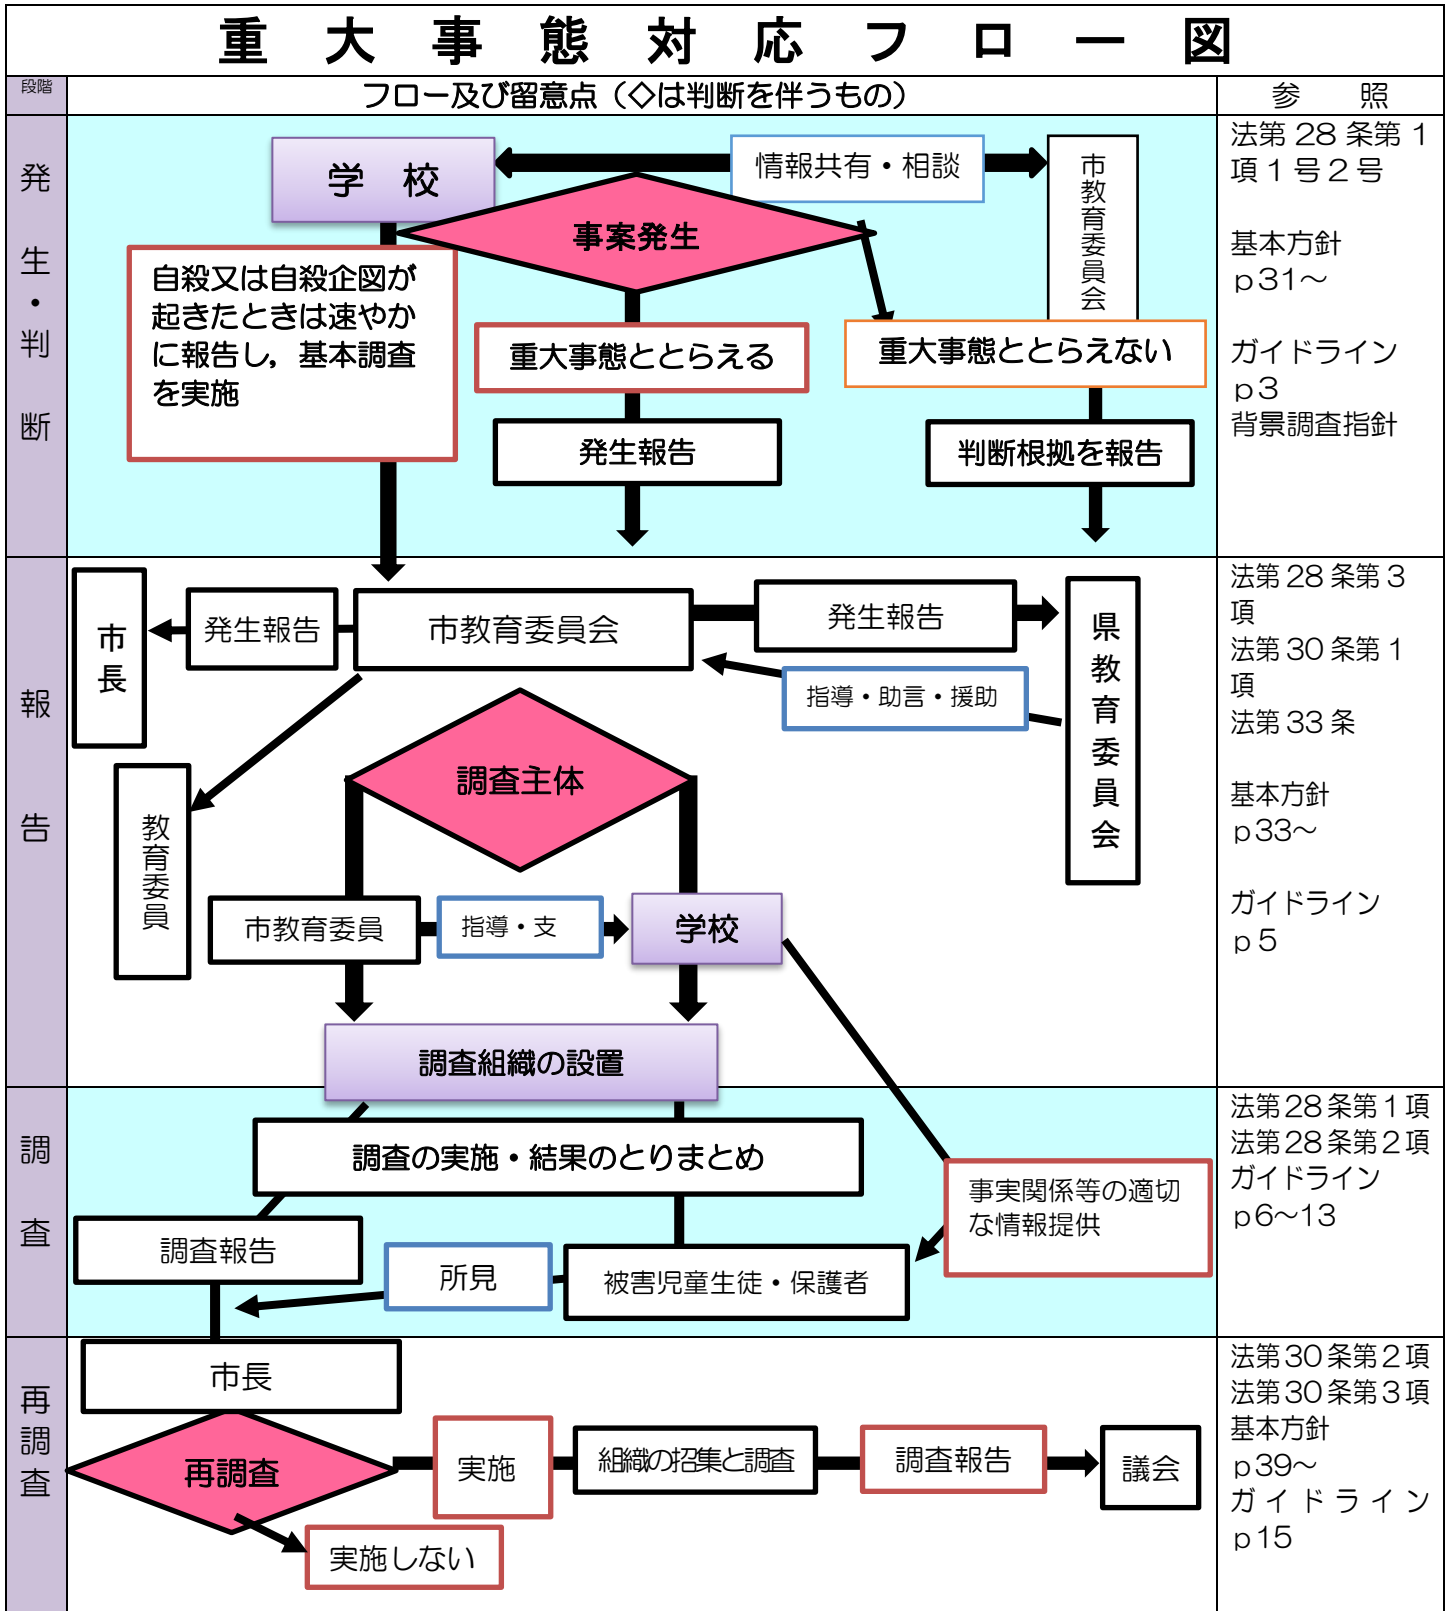 重大事態対応フロー図
段階
フロー及び留意点（◇は判断を伴うもの）
参照
発生・判断
学校
情報共有・相談
市教育委員会
事案発生
自殺又は自殺企図が
起きたときは速やか
に報告し，基本調査
を実施
重大事態ととらえる
重大事態ととらえない
発生報告
判断根拠を報告
法第28条第1
項1号2号
基本方針
p31～
ガイドライン
p3
背景調査指針
報告
市長
発生報告
市教育委員会
発生報告
県教育委員会
指導・助言・援助
調査主体
教育委員
市教育委員
指導・支
学校
調査組織の設置
法第28条第3
項
法第30条第1
項
法第33条
基本方針
p33～
ガイドライン
p5
調査
調査の実施・結果のとりまとめ
事実関係等の適切
な情報提供
調査報告
所見
被害児童生徒・保護者
法第28条第1項
法第28条第2項
ガイドライン
p6～13
再調査
市長
再調査
実施
組織の招集と調査
調査報告
議会
実施しない
法第30条第2項
法第30条第3項
基本方針
p39～
ガイドライン
p15